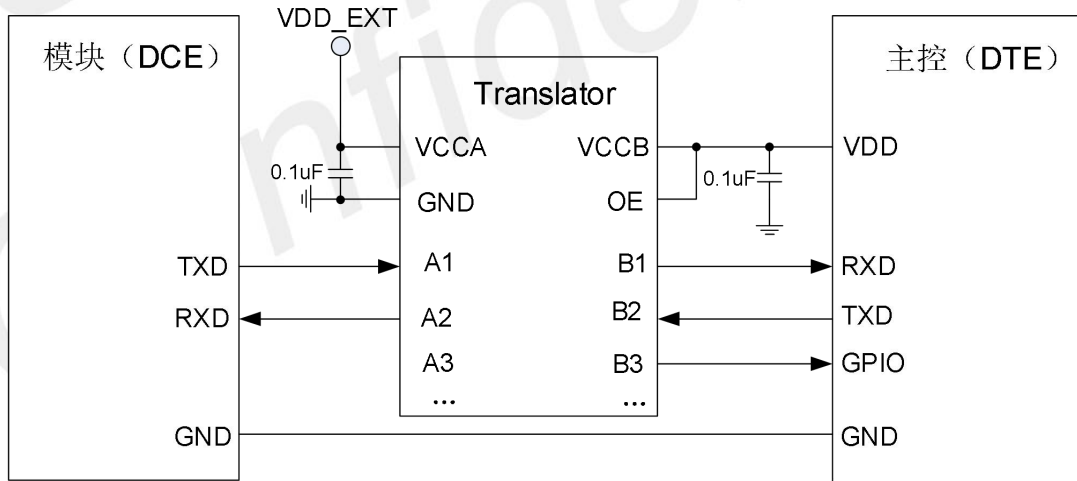 VDD_EXT
模块（DCE）
主控（DTE）
Translator
VCCA
VCCB
VDD
0.1uF
0.1uF
GND
OE
TXD
A1
B1
RXD
RXD
A2
B2
TXD
A3
B3
GPIO
...
...
GND
GND
nfide